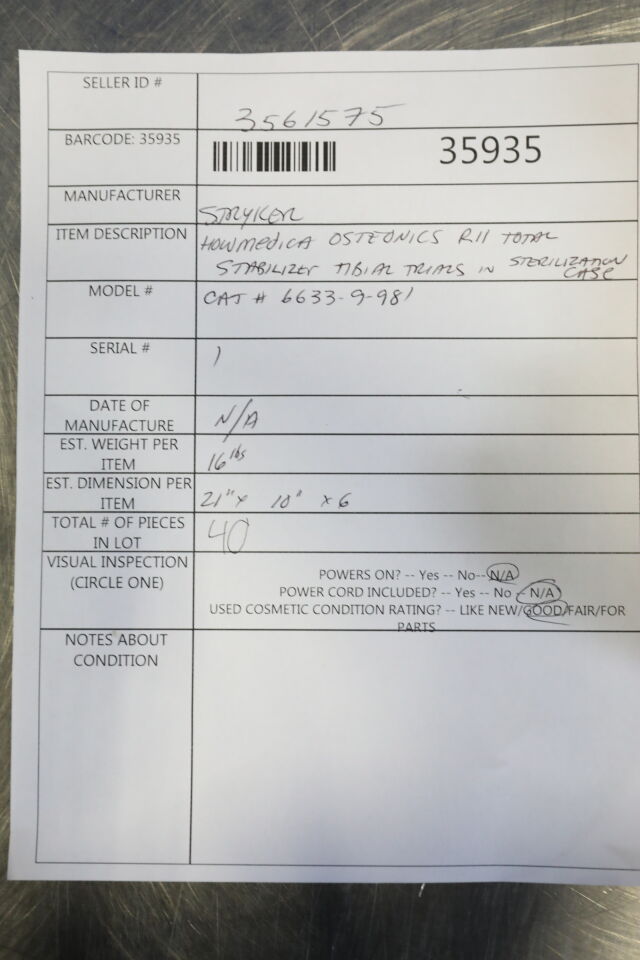 SELLER ID #
3561575
BARCODE: 35935
35935
MANUFACTURER
STRYKER
ITEM DESCRIPTION
HOWMEDICA OSTEONICS R11 TOTAL
STABILIZER TIBIAL TRIALS IN STERILIZATION
CASE
MODEL #
CAT # 6633-9-981
SERIAL #
1
DATE OF
MANUFACTURE
N/A
EST. WEIGHT PER
ITEM
16 lbs
EST. DIMENSION PER
ITEM
21" x 10" x 6
TOTAL # OF PIECES
IN LOT
40
VISUAL INSPECTION
(CIRCLE ONE)
POWERS ON? -- Yes -- No-- N/A
POWER CORD INCLUDED? -- Yes -- No -- N/A
USED COSMETIC CONDITION RATING? -- LIKE NEW/GOOD/FAIR/FOR
PARTS
NOTES ABOUT
CONDITION